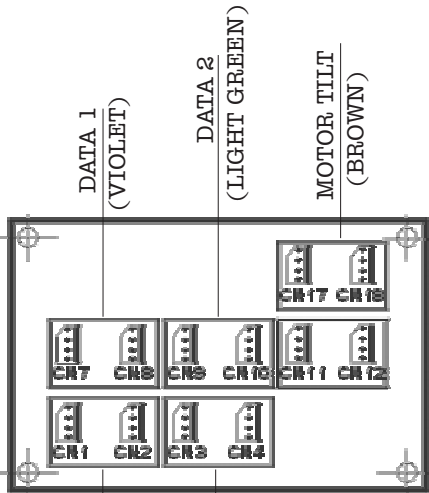 DATA 1
(VIOLET)
DATA 2
(LIGHT GREEN)
MOTOR TILT
(BROWN)
CN17 CN18
CN7 CN8 CN9 CN10 CN11 CN12
CN1 CN2 CN3 CN4